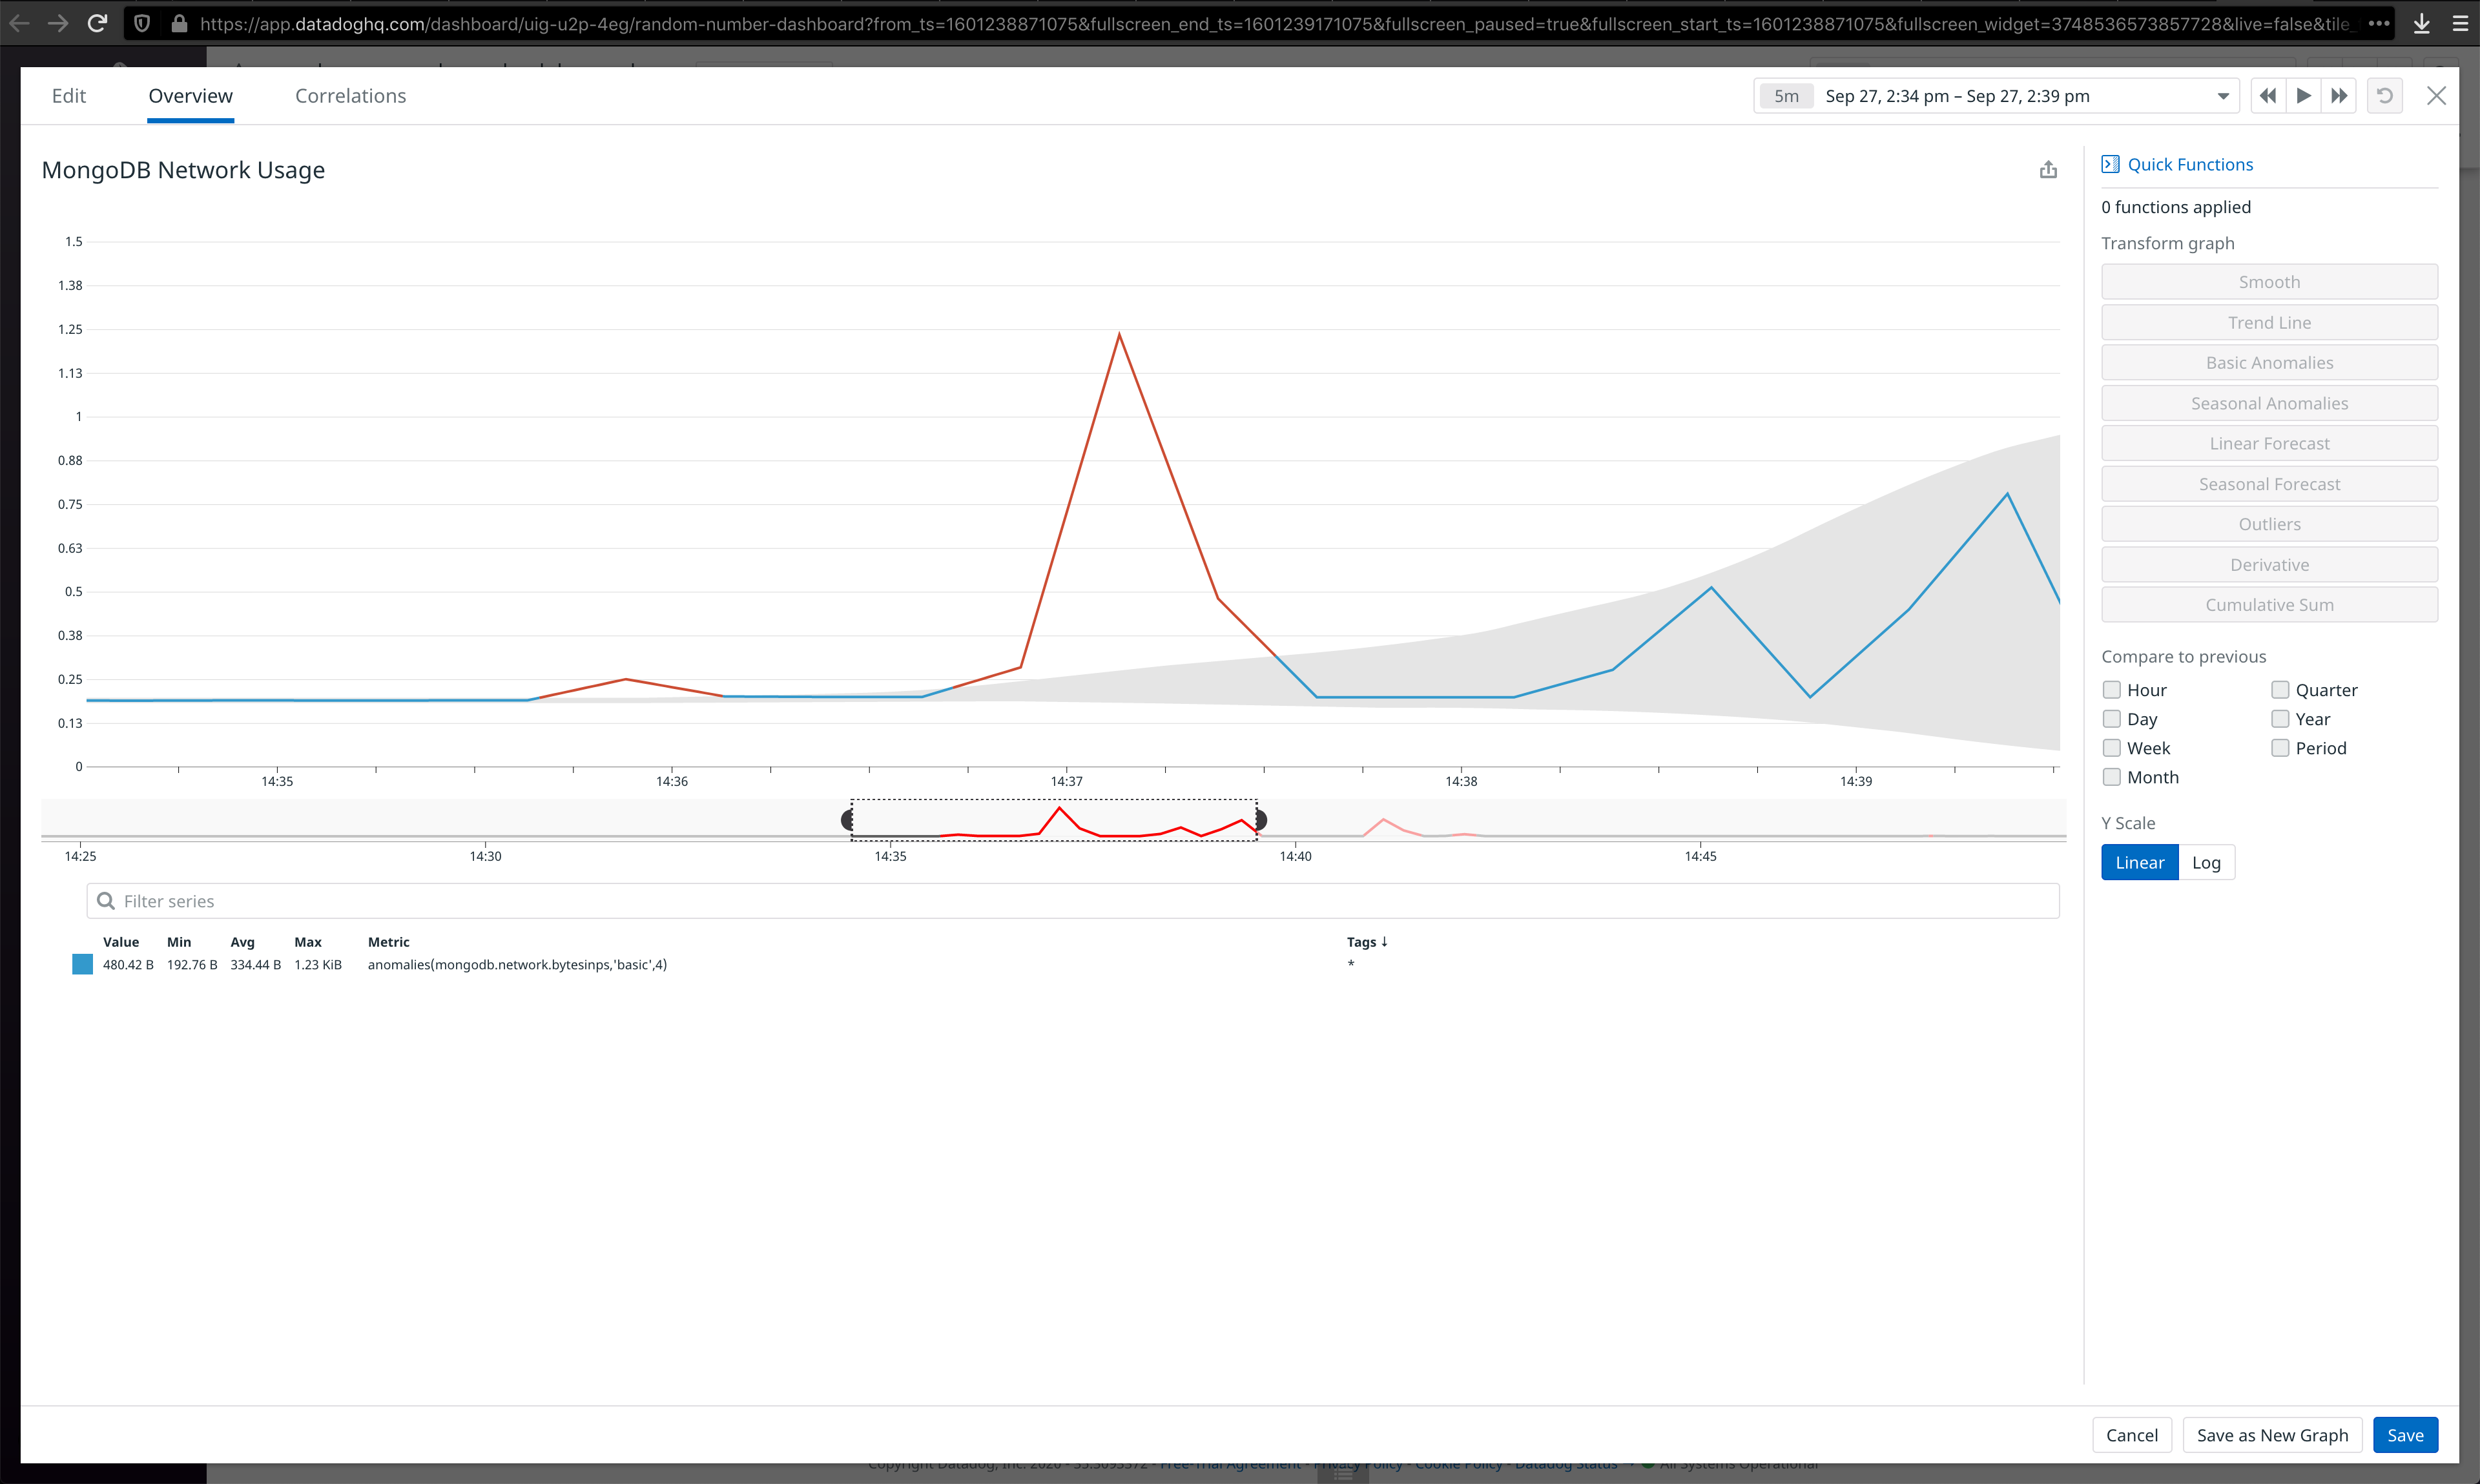 https://app.datadoghq.com/dashboard/uig-u2p-4eg/random-number-dashboard?from_ts=1601238871075&fullscreen_end_ts=1601239171075&fullscreen_paused=true&fullscreen_start_ts=1601238871075&fullscreen_widget=3748536573857728&live=false&tile_
Edit Overview Correlations 5m Sep 27, 2:34 pm – Sep 27, 2:39 pm
MongoDB Network Usage
1.5
1.38
1.25
1.13
1
0.88
0.75
0.63
0.5
0.38
0.25
0.13
0
14:35 14:36 14:37 14:38 14:39
14:25 14:30 14:35 14:40 14:45
Filter series
Value Min Avg Max Metric Tags ↓
480.42 B 192.76 B 334.44 B 1.23 KiB anomalies(mongodb.network.bytesinps,'basic',4) *
Quick Functions
0 functions applied
Transform graph
Smooth
Trend Line
Basic Anomalies
Seasonal Anomalies
Linear Forecast
Seasonal Forecast
Outliers
Derivative
Cumulative Sum
Compare to previous
Hour Quarter
Day Year
Week Period
Month
Y Scale
Linear Log
Cancel Save as New Graph Save